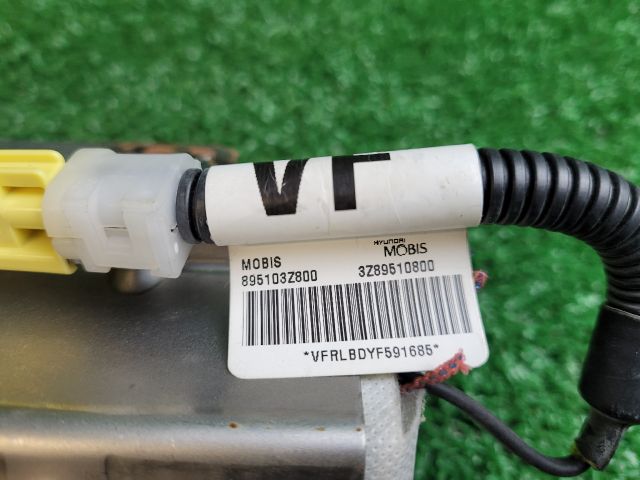 VF
MOBIS
HYUNDAI
MOBIS
895103Z800 3Z89510800
*VFRLBDYF591685*